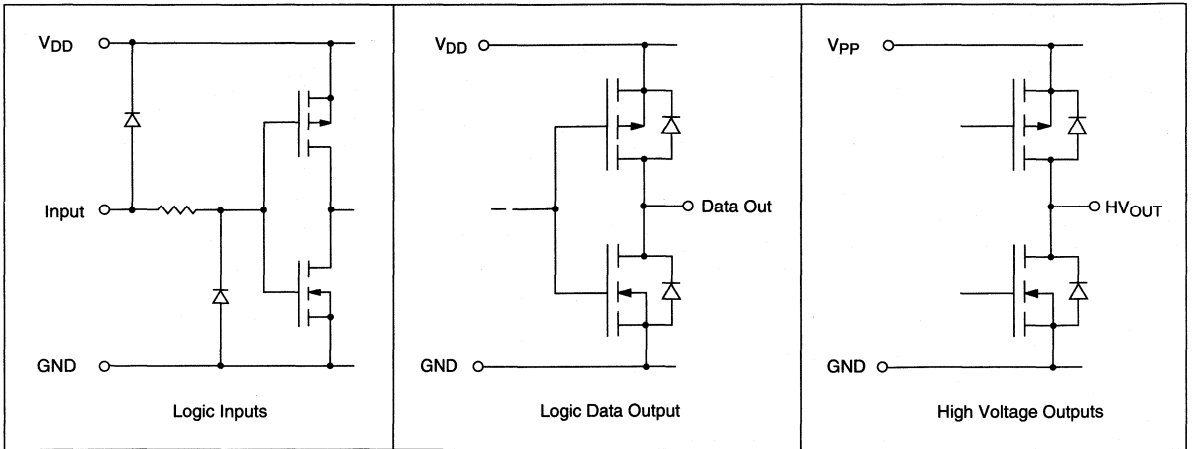 VDD
Input
GND
Logic Inputs
VDD
Data Out
GND
Logic Data Output
VPP
HVOUT
GND
High Voltage Outputs